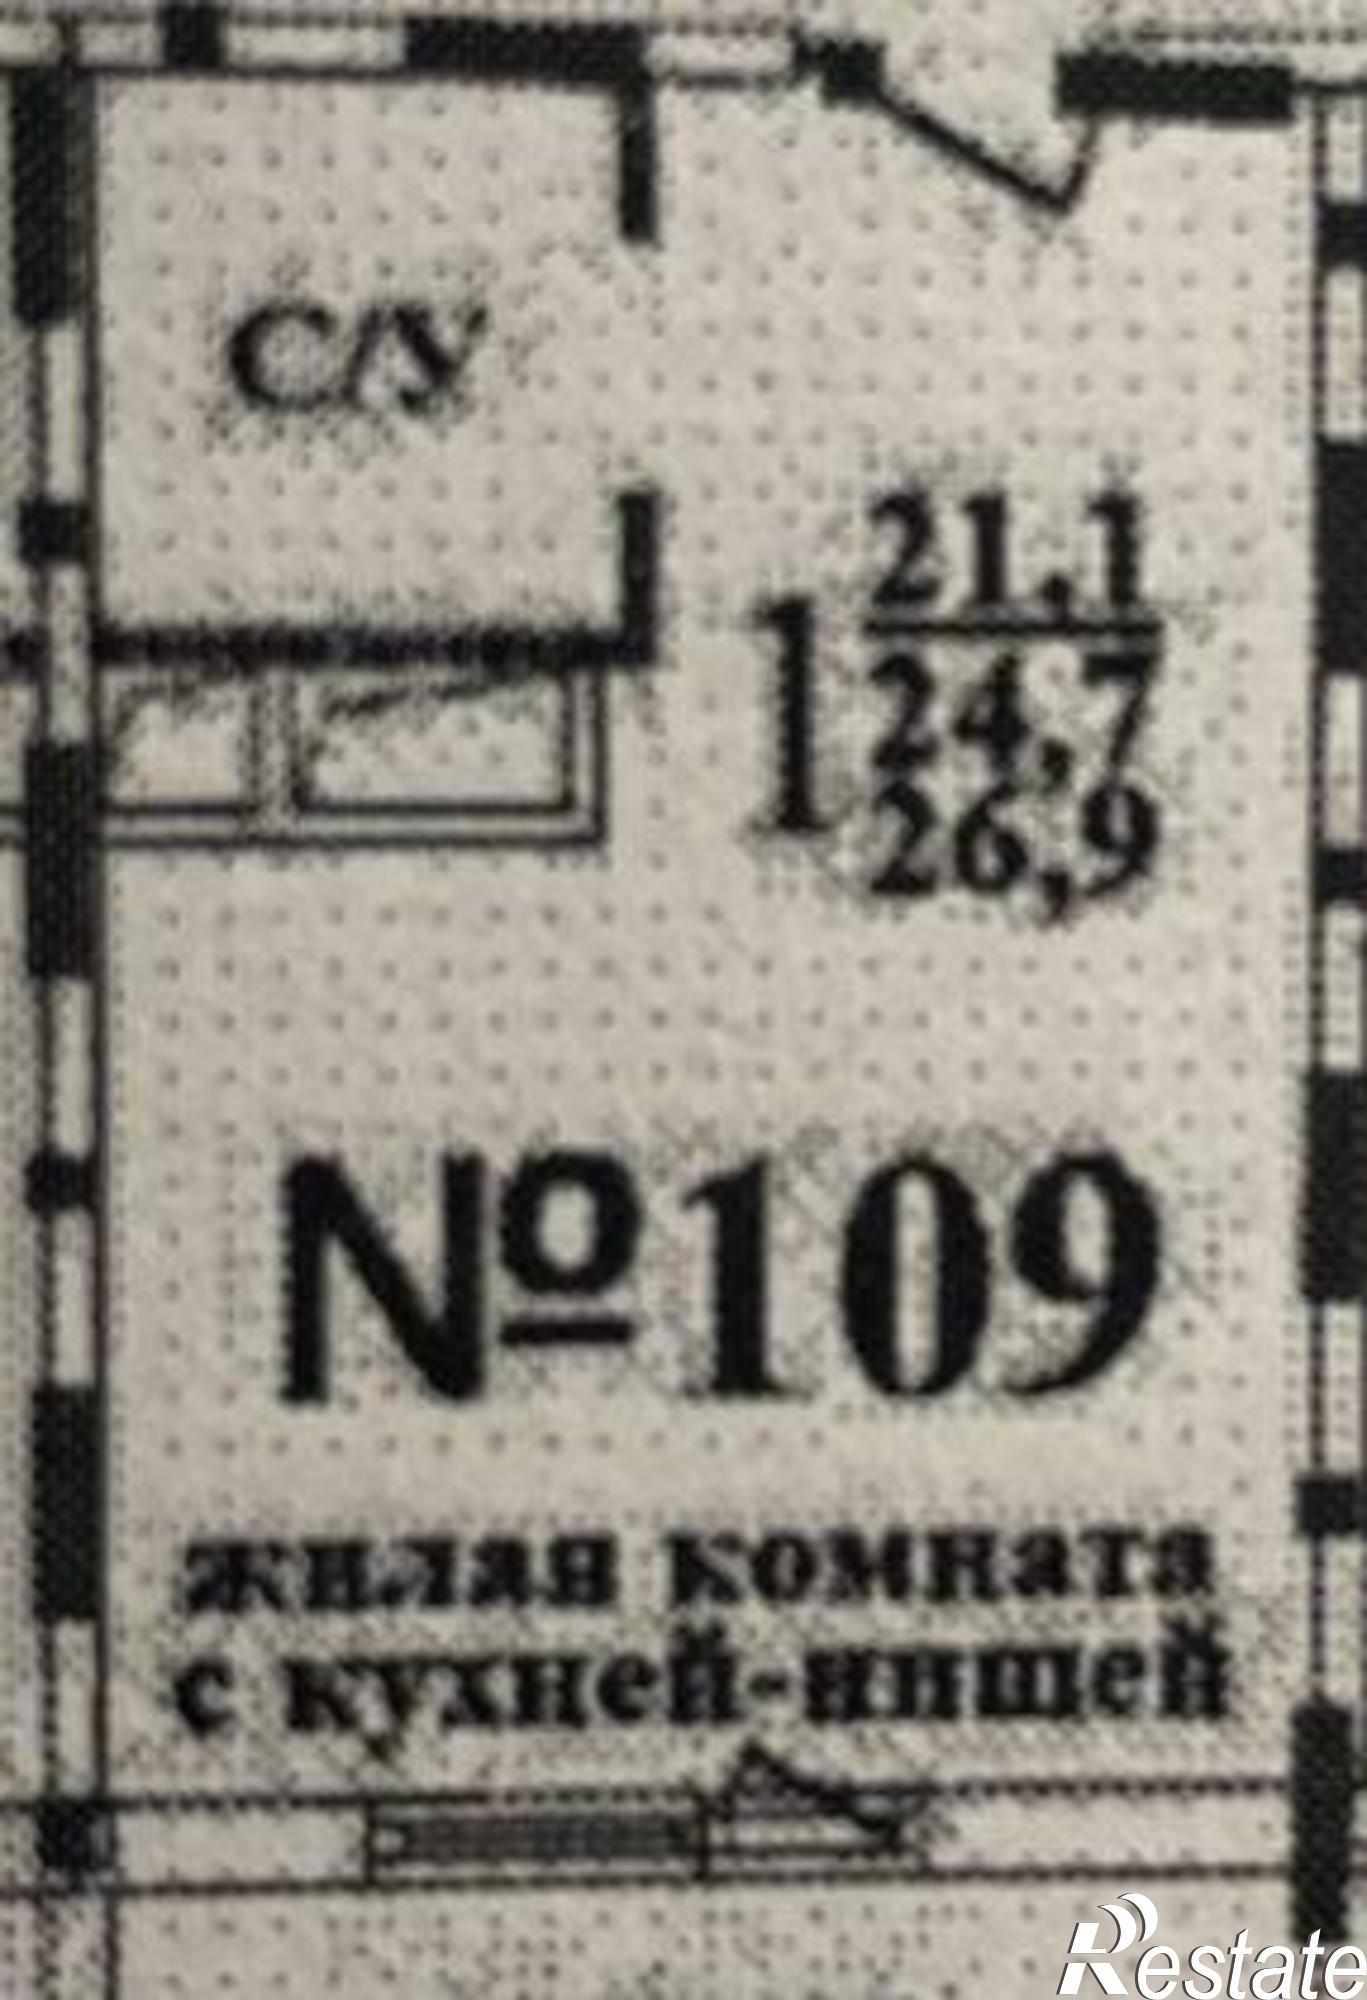 С/У
21,1
1
24,7
26,9
№109
жилая комната
с кухней-нишей
Restate